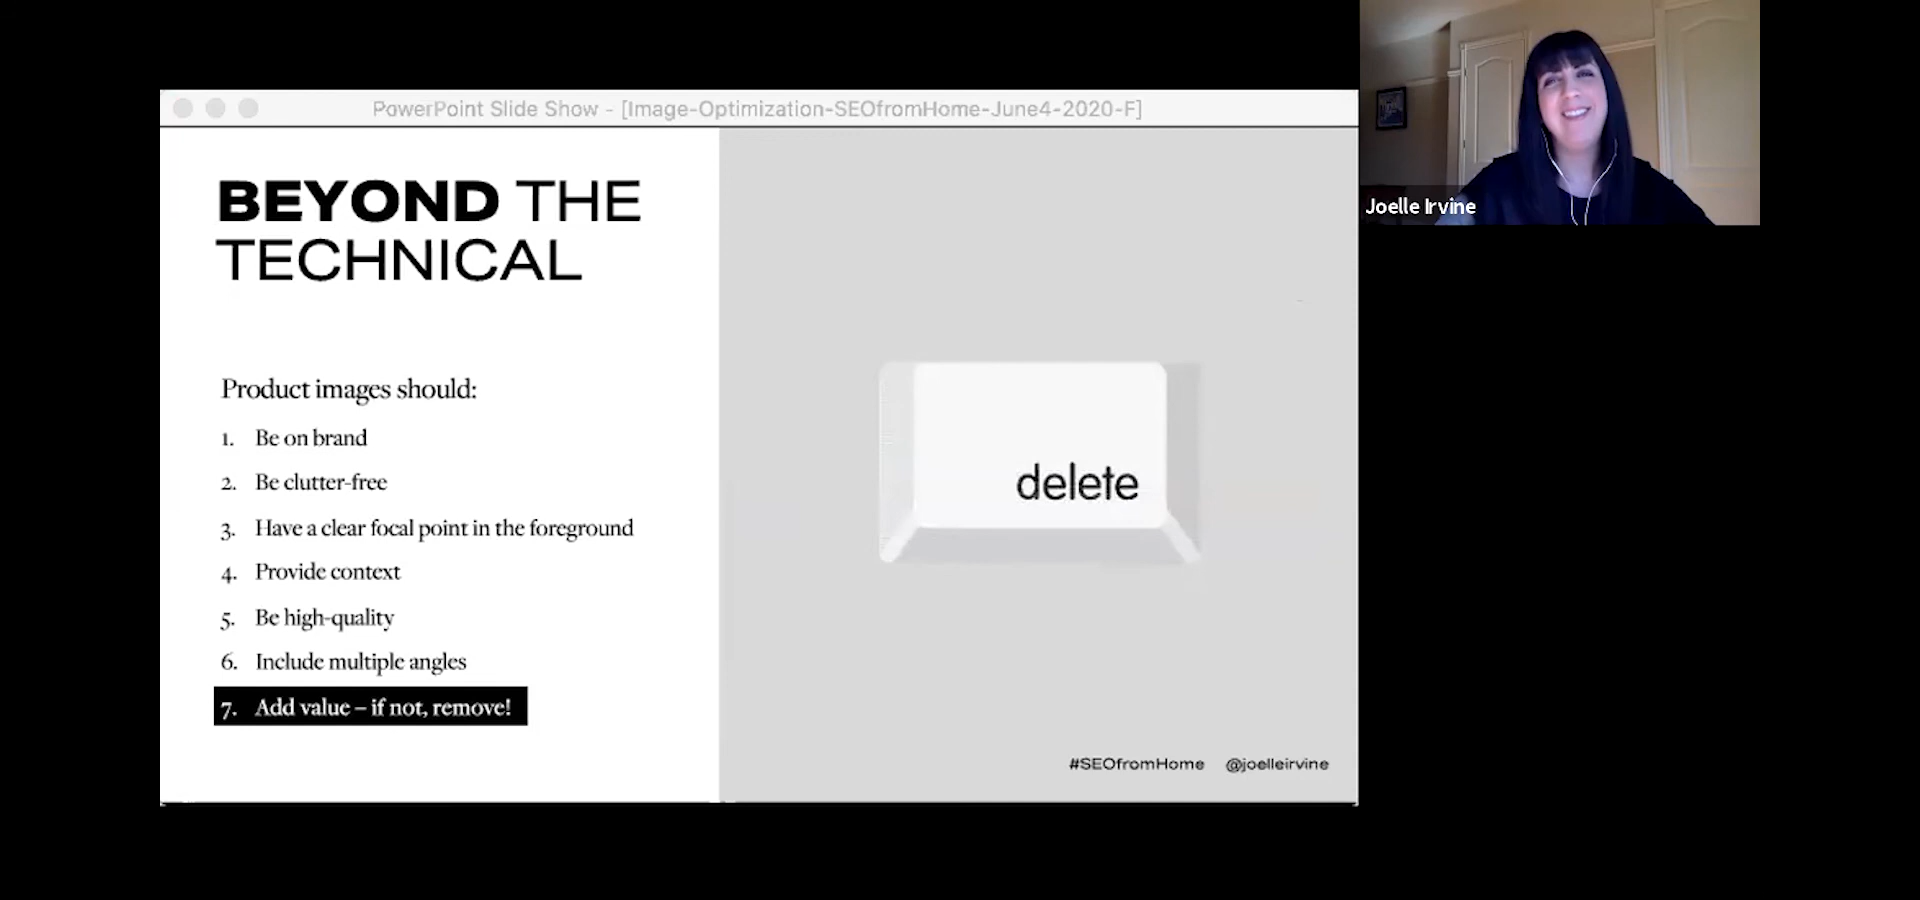 PowerPoint Slide Show - [Image-Optimization-SEOfromHome-June4-2020-F]
BEYOND THE
TECHNICAL
Product images should:
1. Be on brand
2. Be clutter-free
3. Have a clear focal point in the foreground
4. Provide context
5. Be high-quality
6. Include multiple angles
7. Add value – if not, remove!
delete
#SEOfromHome @joelleirvine
Joelle Irvine